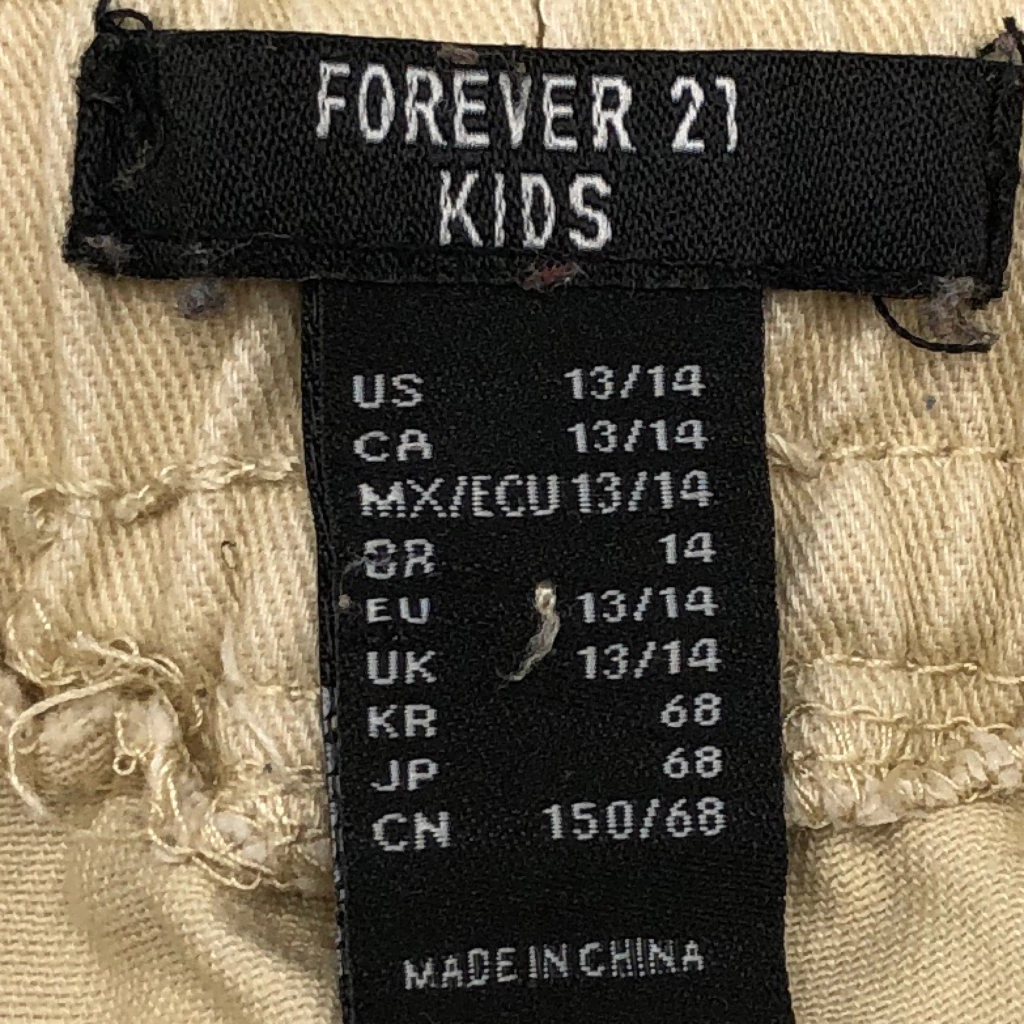 FOREVER 21
KIDS
US 13/14
CA 13/14
MX/ECU 13/14
BR 14
EU 13/14
UK 13/14
KR 68
JP 68
CN 150/68
MADE IN CHINA